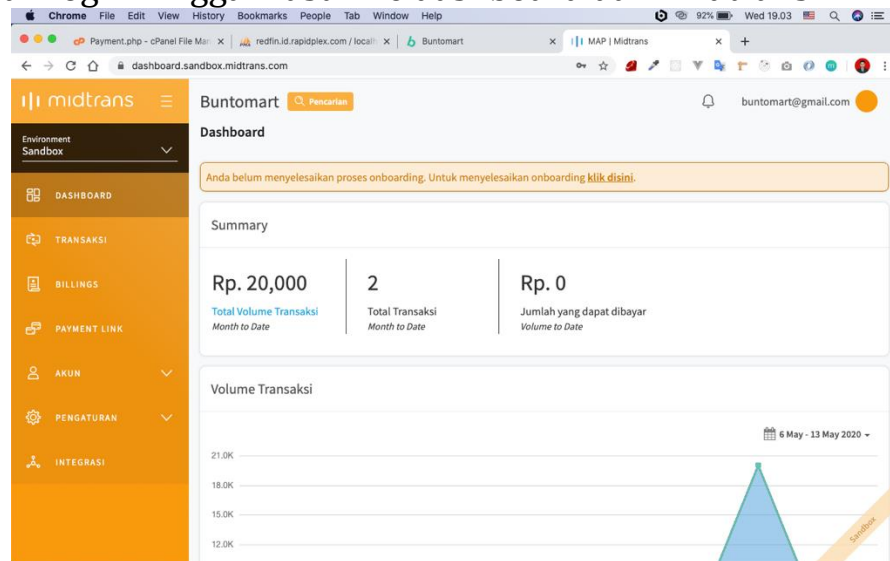 Chrome File Edit View History Bookmarks People Tab Window Help
92% Wed 19.03
Payment.php - cPanel File Man
redfin.id.rapidplex.com / localh
Buntomart
MAP | Midtrans
dashboard.sandbox.midtrans.com
midtrans
Buntomart Pencarian
buntomart@gmail.com
Environment
Sandbox
Dashboard
Anda belum menyelesaikan proses onboarding. Untuk menyelesaikan onboarding klik disini.
DASHBOARD
TRANSAKSI
BILLINGS
PAYMENT LINK
AKUN
PENGATURAN
INTEGRASI
Summary
Rp. 20,000
Total Volume Transaksi
Month to Date
2
Total Transaksi
Month to Date
Rp. 0
Jumlah yang dapat dibayar
Volume to Date
Volume Transaksi
6 May - 13 May 2020
21.0K
18.0K
15.0K
12.0K
Sandbox